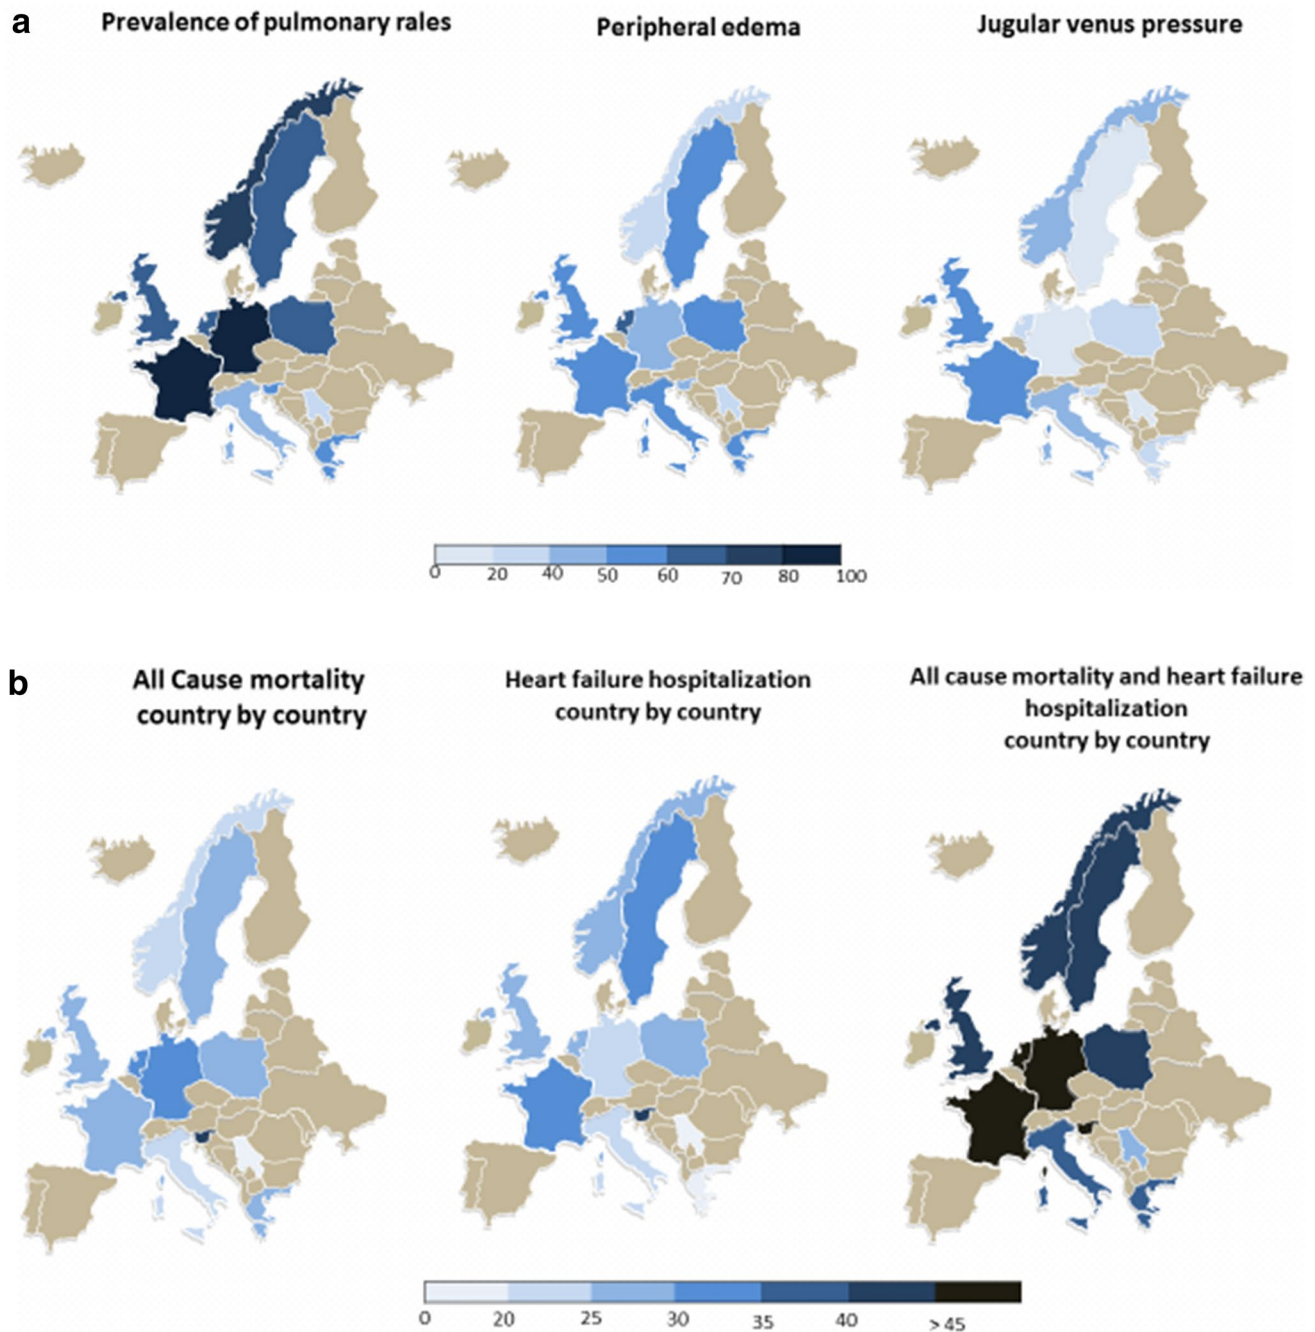 a
Prevalence of pulmonary rales
Peripheral edema
Jugular venus pressure
0 20 40 50 60 70 80 100
b
All Cause mortality
country by country
Heart failure hospitalization
country by country
All cause mortality and heart failure
hospitalization
country by country
0 20 25 30 35 40 >45